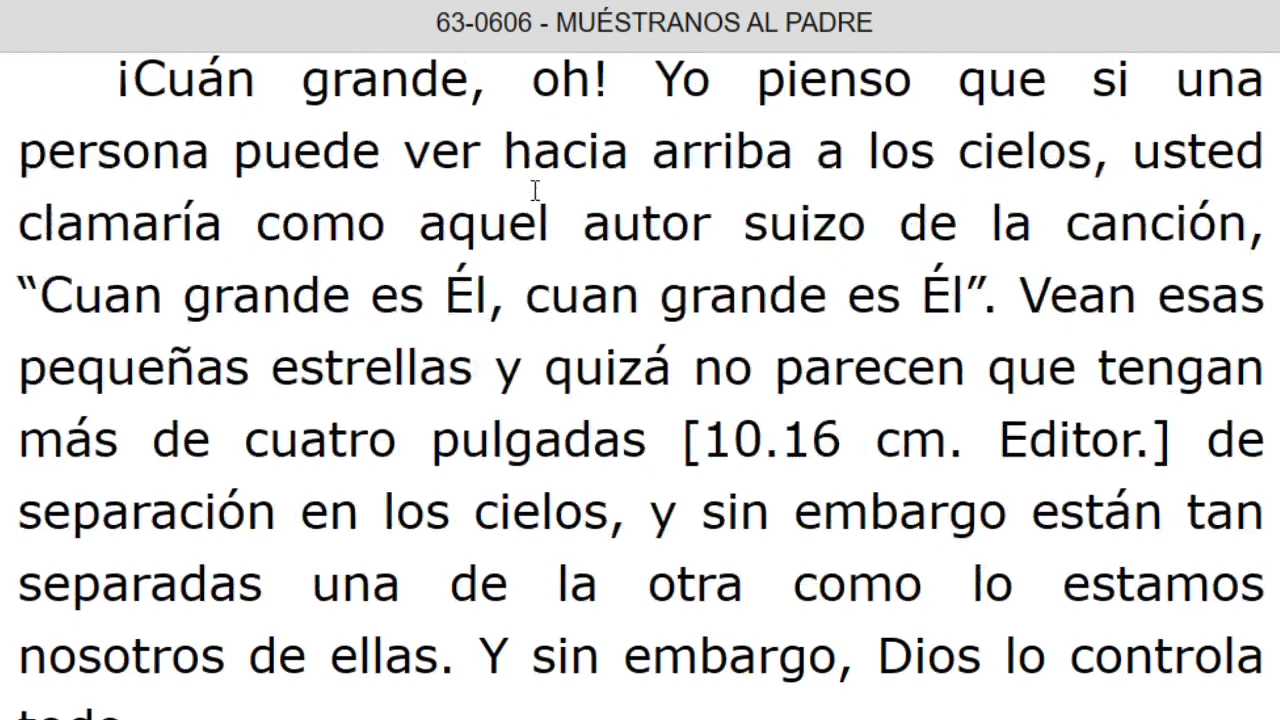 63-0606 - MUÉSTRANOS AL PADRE
¡Cuán grande, oh! Yo pienso que si una
persona puede ver hacia arriba a los cielos, usted
clamaría como aquel autor suizo de la canción,
“Cuan grande es Él, cuan grande es Él”. Vean esas
pequeñas estrellas y quizá no parecen que tengan
más de cuatro pulgadas [10.16 cm. Editor.] de
separación en los cielos, y sin embargo están tan
separadas una de la otra como lo estamos
nosotros de ellas. Y sin embargo, Dios lo controla